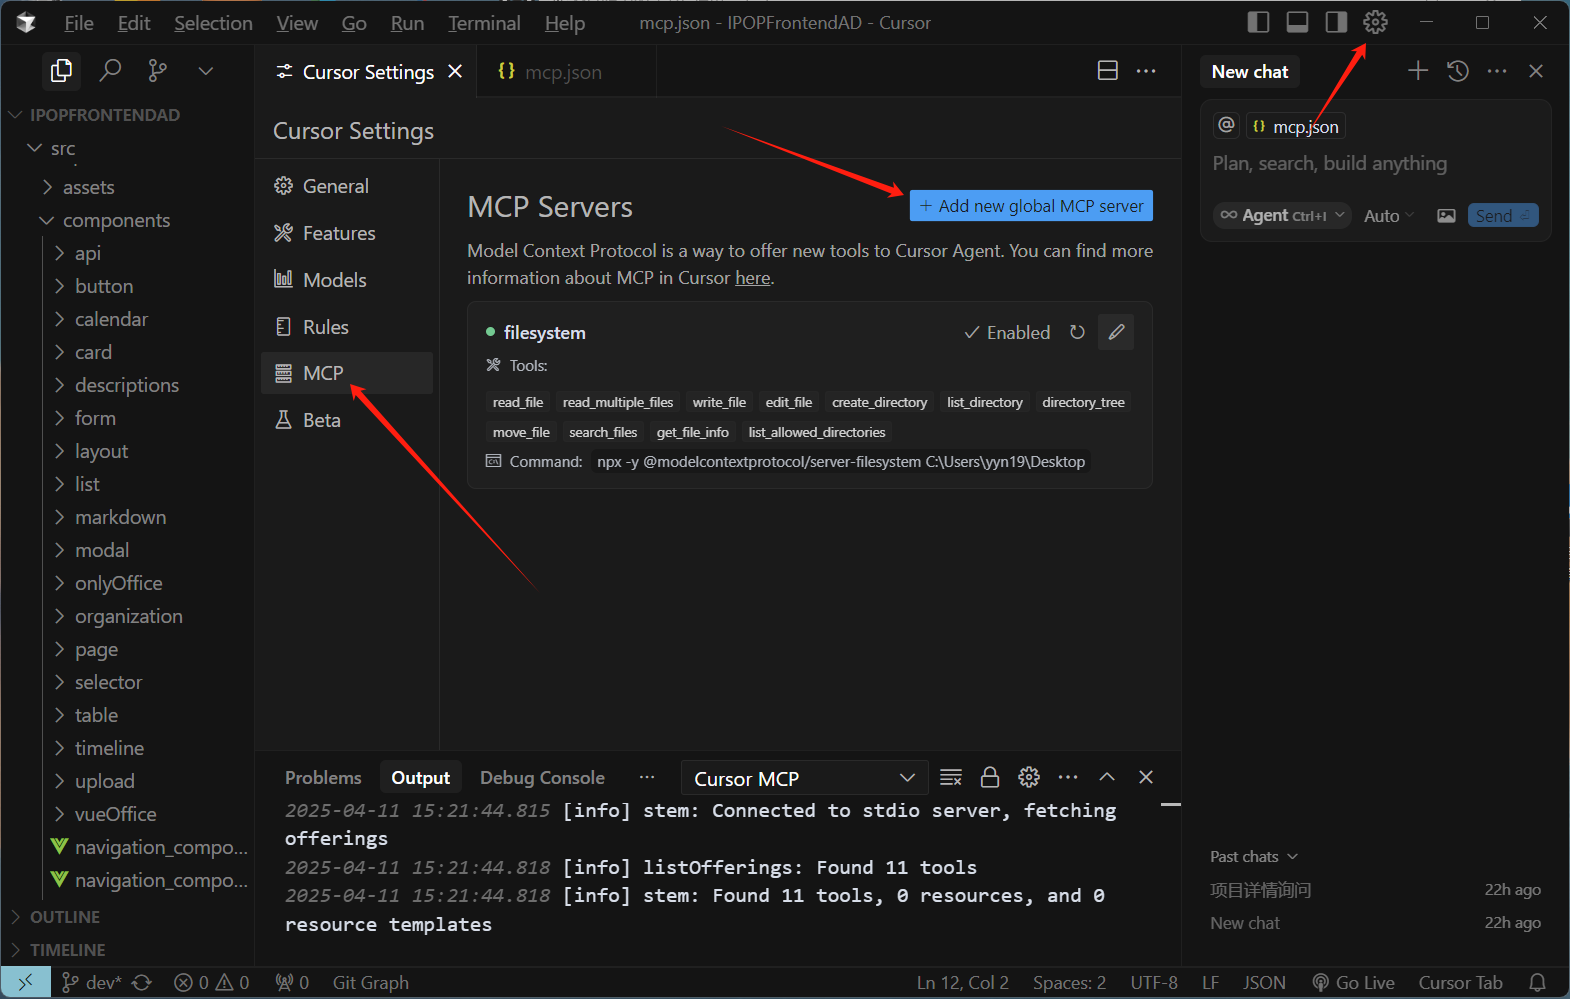 File Edit Selection View Go Run Terminal Help
mcp.json - IPOPFrontendAD - Cursor
IPOPFRONTENDAD
src
assets
components
api
button
calendar
card
descriptions
form
layout
list
markdown
modal
onlyOffice
organization
page
selector
table
timeline
upload
vueOffice
navigation_compo...
navigation_compo...
OUTLINE
TIMELINE
Cursor Settings
{} mcp.json
Cursor Settings
General
Features
Models
Rules
MCP
Beta
MCP Servers
+ Add new global MCP server
Model Context Protocol is a way to offer new tools to Cursor Agent. You can find more
information about MCP in Cursor here.
filesystem
Enabled
Tools:
read_file read_multiple_files write_file edit_file create_directory list_directory directory_tree
move_file search_files get_file_info list_allowed_directories
Command: npx -y @modelcontextprotocol/server-filesystem C:\Users\yyn19\Desktop
Problems Output Debug Console ... Cursor MCP
2025-04-11 15:21:44.815 [info] stem: Connected to stdio server, fetching
offerings
2025-04-11 15:21:44.818 [info] listOfferings: Found 11 tools
2025-04-11 15:21:44.818 [info] stem: Found 11 tools, 0 resources, and 0
resource templates
New chat
@ {} mcp.json
Plan, search, build anything
Agent Ctrl+I Auto Send
Past chats
项目详情询问 22h ago
New chat 22h ago
dev* 0 0 0 Git Graph
Ln 12, Col 2 Spaces: 2 UTF-8 LF JSON Go Live Cursor Tab